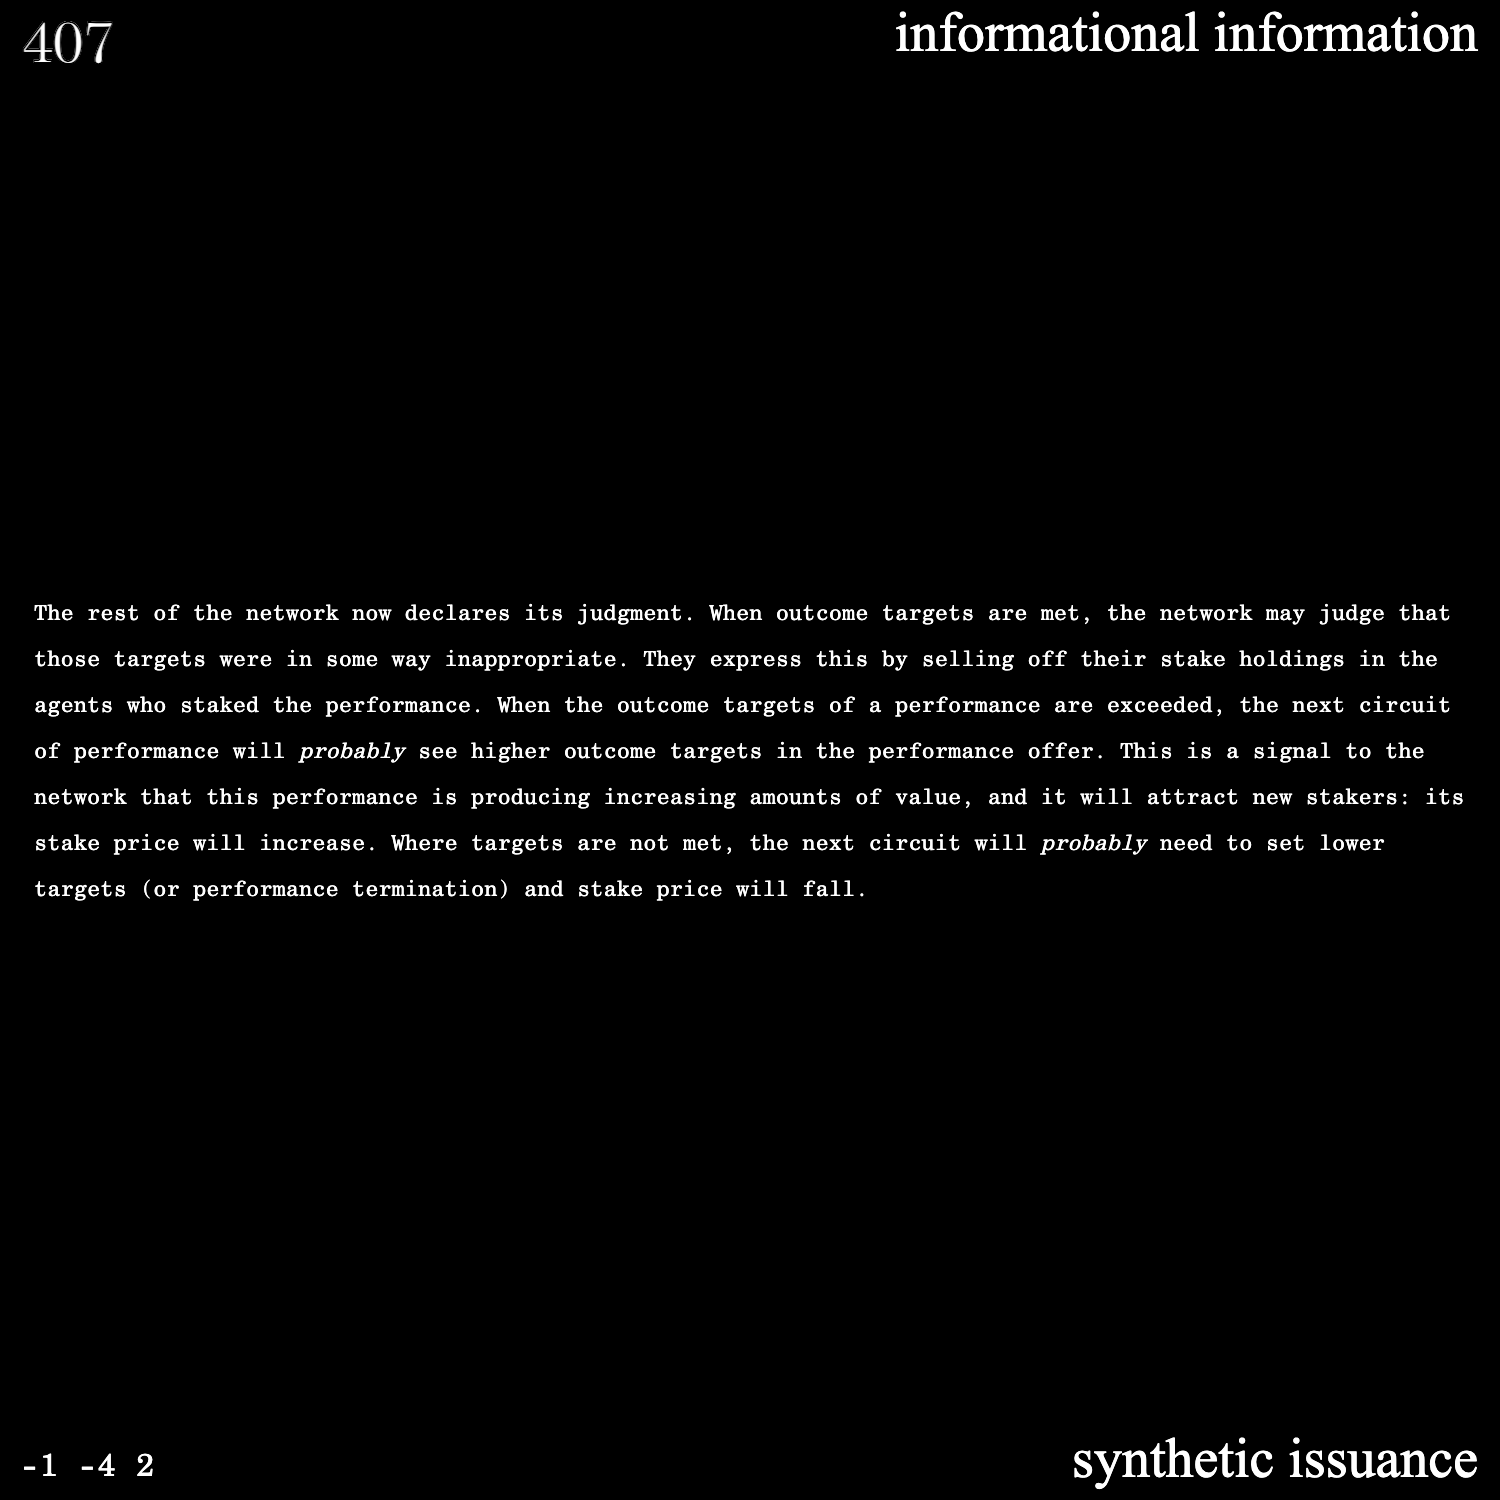 407
informational information
The rest of the network now declares its judgment. When outcome targets are met, the network may judge that
those targets were in some way inappropriate. They express this by selling off their stake holdings in the
agents who staked the performance. When the outcome targets of a performance are exceeded, the next circuit
of performance will probably see higher outcome targets in the performance offer. This is a signal to the
network that this performance is producing increasing amounts of value, and it will attract new stakers: its
stake price will increase. Where targets are not met, the next circuit will probably need to set lower
targets (or performance termination) and stake price will fall.
-1 -4 2
synthetic issuance